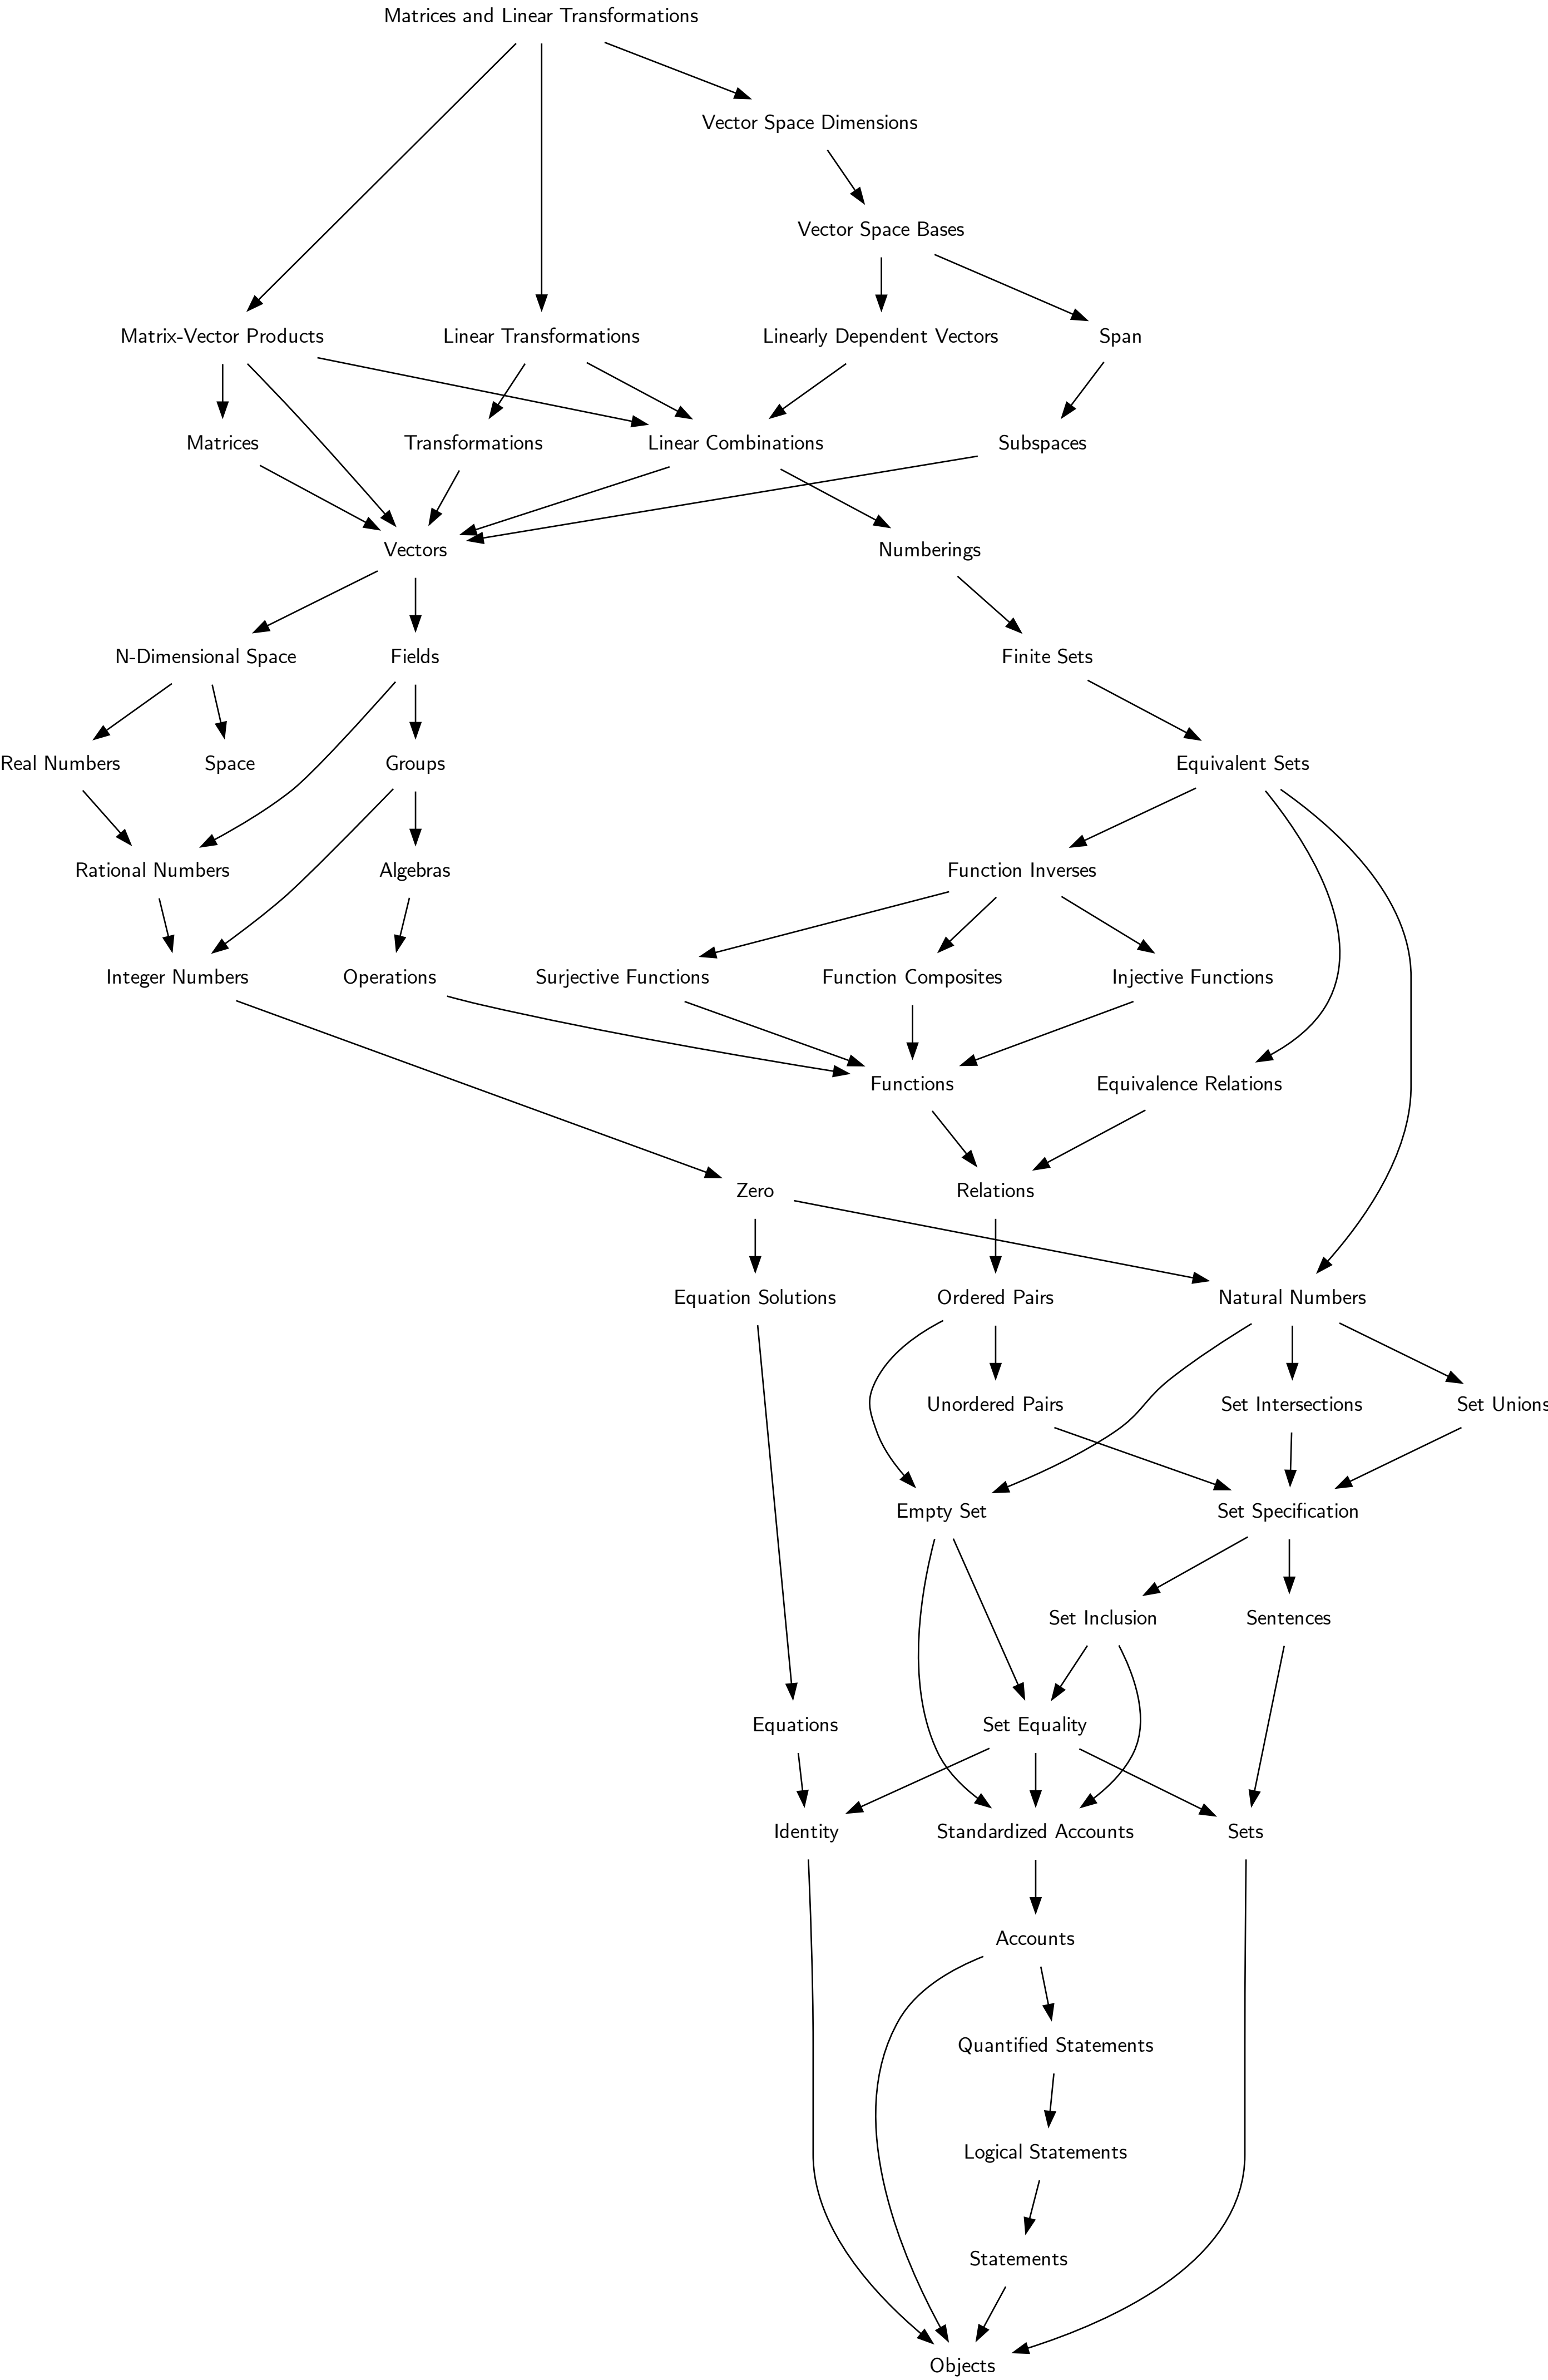 Matrices and Linear Transformations
Vector Space Dimensions
Vector Space Bases
Matrix-Vector Products
Linear Transformations
Linearly Dependent Vectors
Span
Matrices
Transformations
Linear Combinations
Subspaces
Vectors
Numberings
N-Dimensional Space
Fields
Finite Sets
Real Numbers
Space
Groups
Equivalent Sets
Rational Numbers
Algebras
Function Inverses
Integer Numbers
Operations
Surjective Functions
Function Composites
Injective Functions
Functions
Equivalence Relations
Zero
Relations
Equation Solutions
Ordered Pairs
Natural Numbers
Unordered Pairs
Set Intersections
Set Unions
Empty Set
Set Specification
Set Inclusion
Sentences
Equations
Set Equality
Identity
Standardized Accounts
Sets
Accounts
Quantified Statements
Logical Statements
Statements
Objects